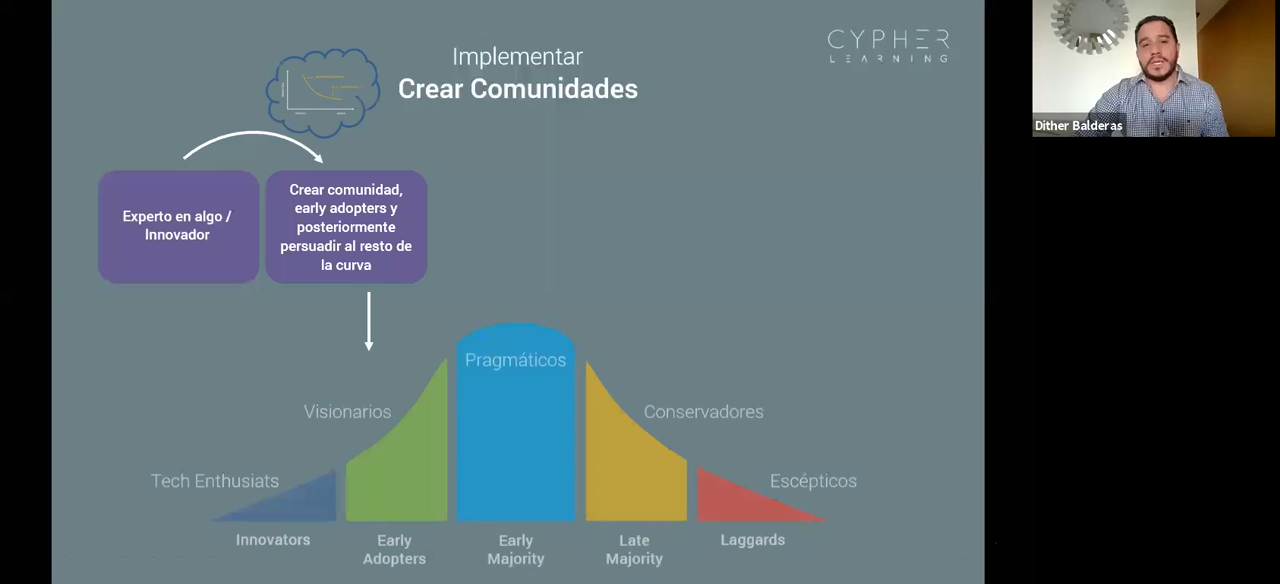 Implementar
Crear Comunidades
CYPHER
LEARNING
Dither Balderas
Experto en algo /
Innovador
Crear comunidad,
early adopters y
posteriormente
persuadir al resto de
la curva
Pragmáticos
Visionarios
Conservadores
Tech Enthusiats
Escépticos
Innovators
Early
Adopters
Early
Majority
Late
Majority
Laggards